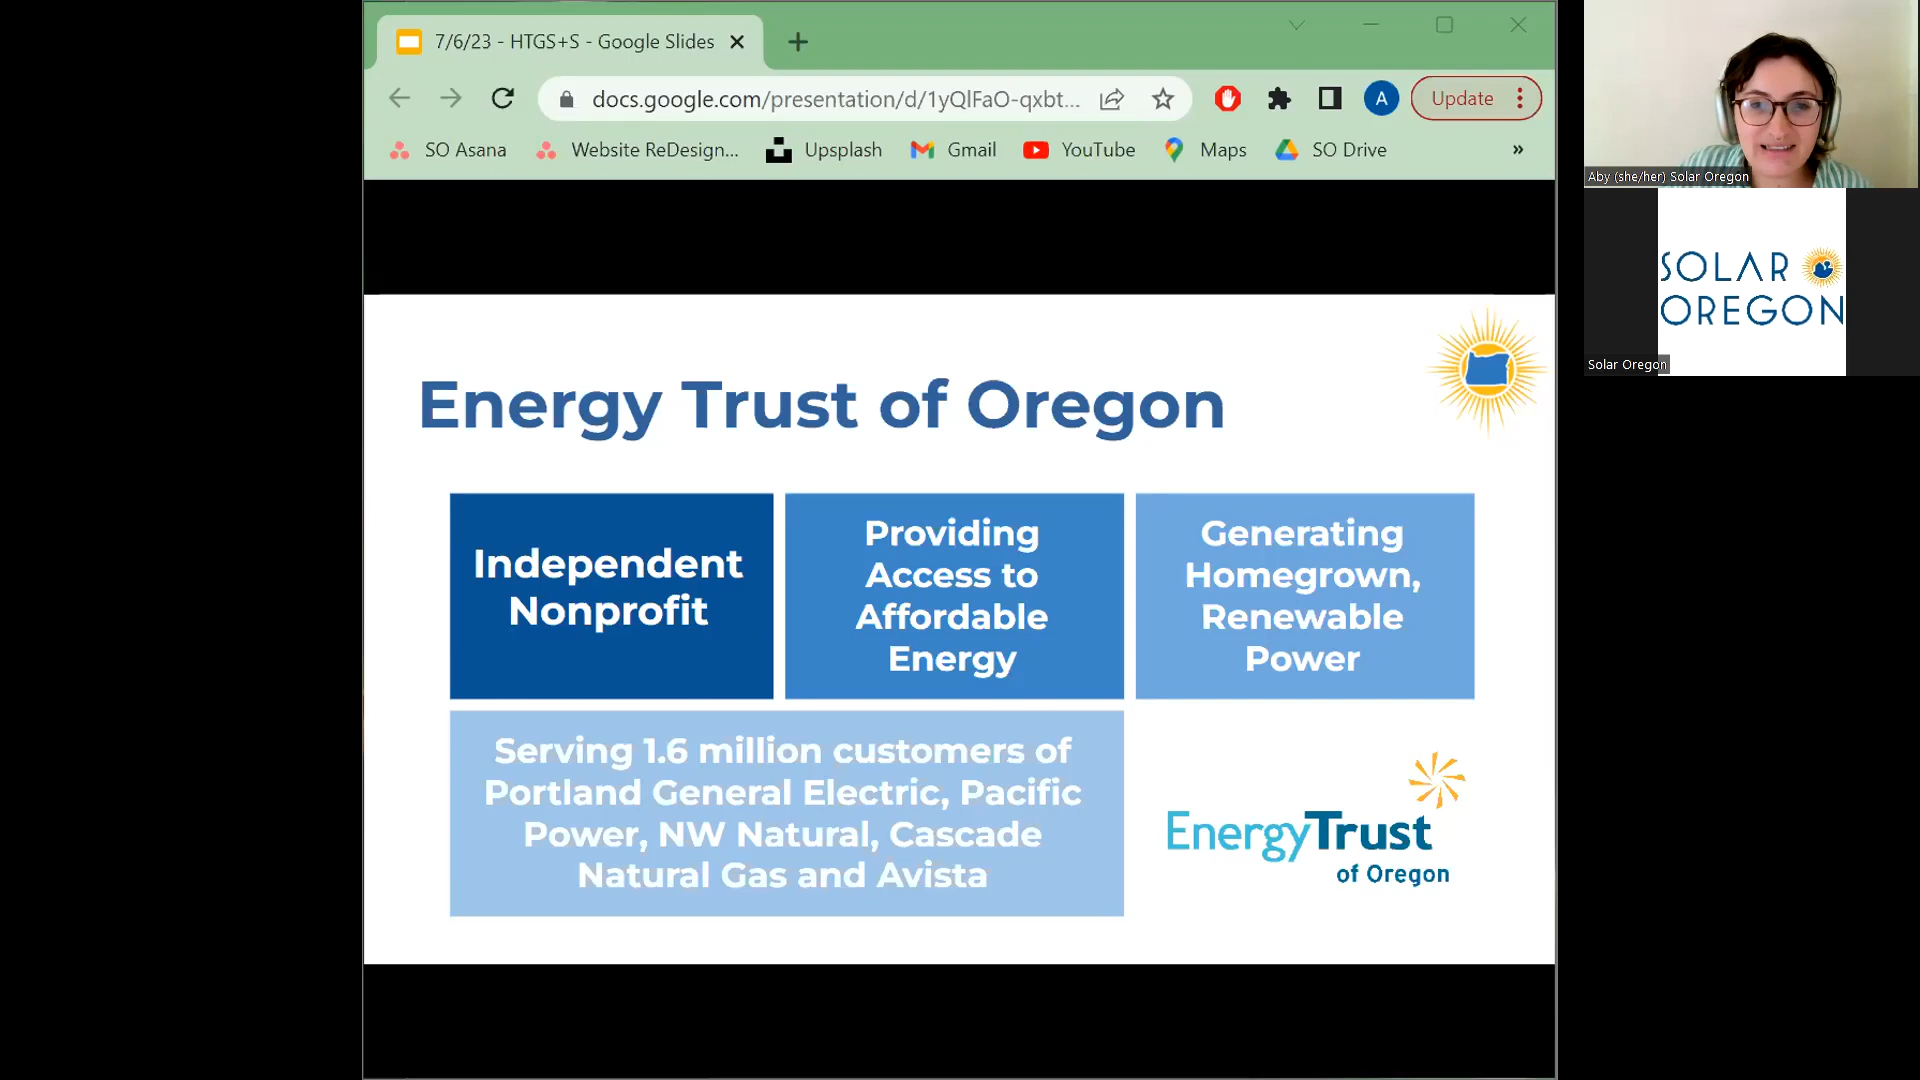 7/6/23 - HTGS+S - Google Slides
docs.google.com/presentation/d/1yQlFaO-qxbt...
A
Update
SO Asana
Website ReDesign...
Upsplash
Gmail
YouTube
Maps
SO Drive
»
Energy Trust of Oregon
Independent
Nonprofit
Providing
Access to
Affordable
Energy
Generating
Homegrown,
Renewable
Power
Serving 1.6 million customers of
Portland General Electric, Pacific
Power, NW Natural, Cascade
Natural Gas and Avista
EnergyTrust
of Oregon
Aby (she/her) Solar Oregon
SOLAR
OREGON
Solar Oregon